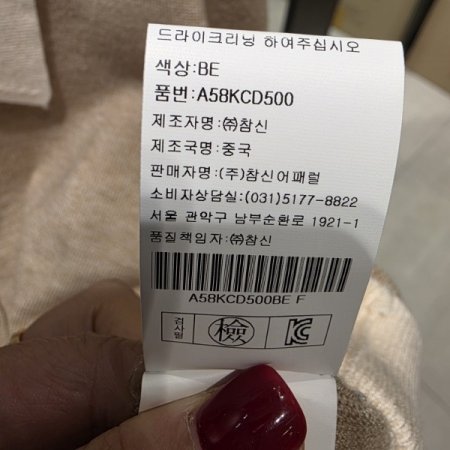 드라이크리닝 하여주십시오
색상:BE
품번:A58KCD500
제조자명:㈜참신
제조국명:중국
판매자명:(주)참신어패럴
소비자상담실:(031)5177-8822
서울 관악구 남부순환로 1921-1
품질책임자:㈜참신
A58KCD500BE F
검사필 檢 KC